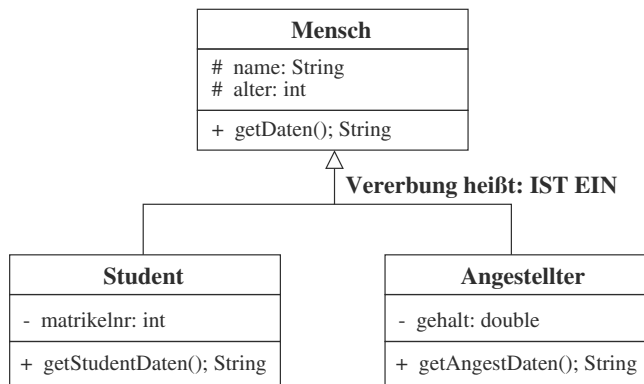 Mensch
# name: String
# alter: int
+ getDaten(); String
Vererbung heißt: IST EIN
Student
- matrikelnr: int
+ getStudentDaten(); String
Angestellter
- gehalt: double
+ getAngestDaten(); String